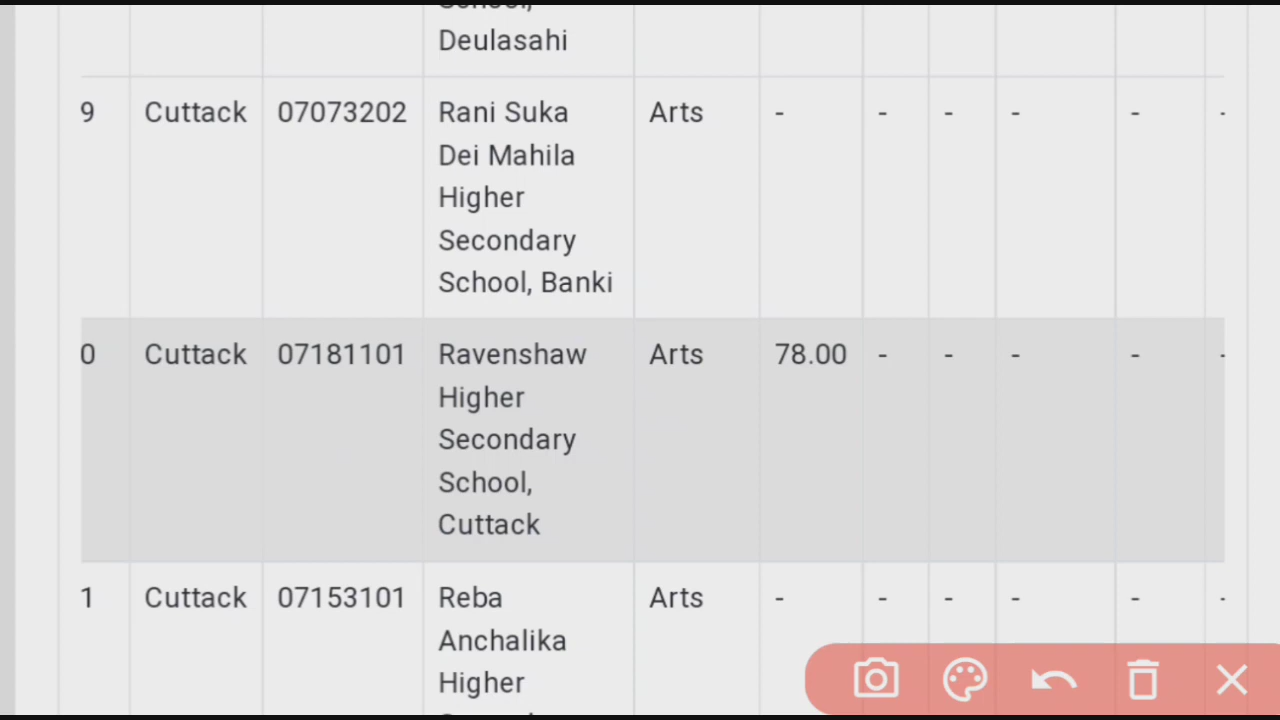 Deulasahi
9 Cuttack 07073202 Rani Suka Arts - - - - - -
Dei Mahila
Higher
Secondary
School, Banki
0 Cuttack 07181101 Ravenshaw Arts 78.00 - - - - -
Higher
Secondary
School,
Cuttack
1 Cuttack 07153101 Reba Arts - - - - - -
Anchalika
Higher